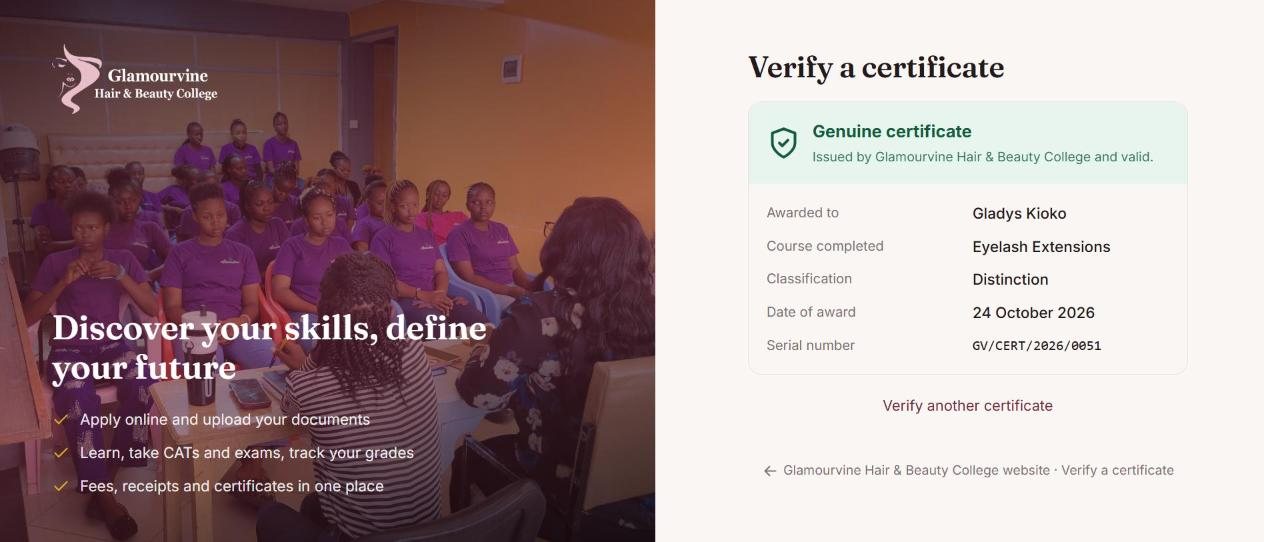 Glamourvine
Hair & Beauty College
Discover your skills, define
your future
Apply online and upload your documents
Learn, take CATs and exams, track your grades
Fees, receipts and certificates in one place
Verify a certificate
Genuine certificate
Issued by Glamourvine Hair & Beauty College and valid.
Awarded to Gladys Kioko
Course completed Eyelash Extensions
Classification Distinction
Date of award 24 October 2026
Serial number GV/CERT/2026/0051
Verify another certificate
← Glamourvine Hair & Beauty College website · Verify a certificate